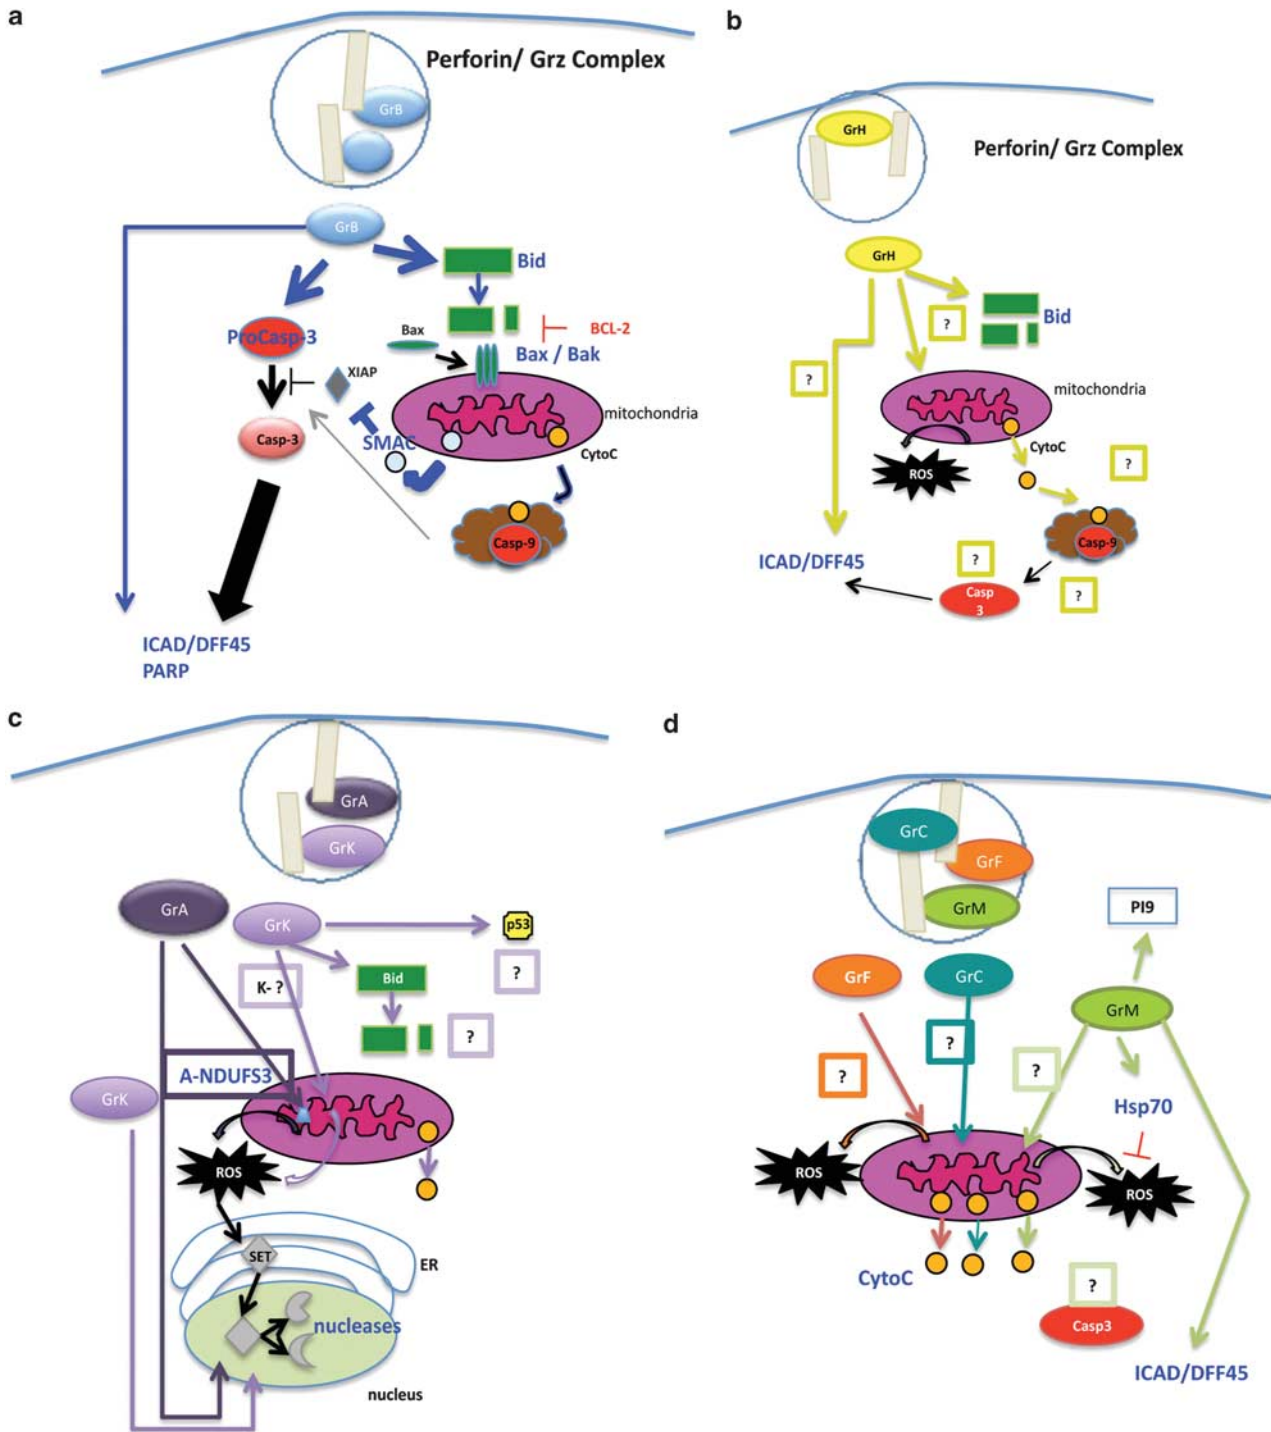 a
Perforin/ Grz Complex
GrB
GrB
Bid
ProCasp-3
Bax
BCL-2
Bax / Bak
XIAP
mitochondria
Casp-3
SMAC
CytoC
Casp-9
ICAD/DFF45
PARP
b
GrH
Perforin/ Grz Complex
GrH
?
Bid
?
mitochondria
CytoC
ROS
?
Casp-9
ICAD/DFF45
?
Casp
3
?
c
GrA
GrK
GrA
GrK
p53
K- ?
Bid
?
?
A-NDUFS3
GrK
ROS
SET
ER
nucleases
nucleus
d
GrC
GrF
GrM
PI9
GrF
GrC
GrM
?
?
?
Hsp70
ROS
ROS
CytoC
?
Casp3
ICAD/DFF45